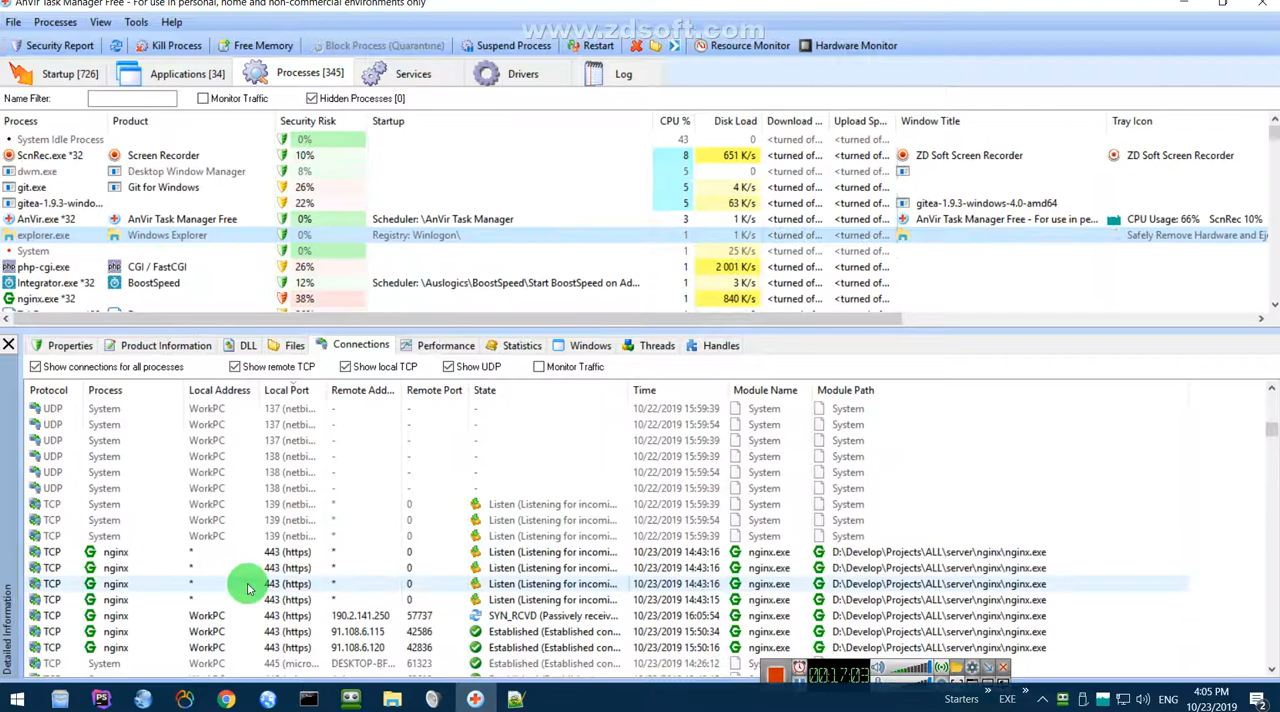 AnVir Task Manager Free - For use in personal, home and non-commercial environments only
www.zdsoft.com
File Processes View Tools Help
Security Report Kill Process Free Memory Block Process (Quarantine) Suspend Process Restart Resource Monitor Hardware Monitor
Startup [726] Applications [34] Processes [345] Services Drivers Log
Name Filter: Monitor Traffic Hidden Processes [0]
Process Product Security Risk Startup CPU % Disk Load Download ... Upload Sp... Window Title Tray Icon
System Idle Process 0% 43 0 <turned of... <turned of...
ScnRec.exe *32 Screen Recorder 10% 8 651 K/s <turned of... <turned of... ZD Soft Screen Recorder ZD Soft Screen Recorder
dwm.exe Desktop Window Manager 8% 5 0 <turned of... <turned of...
git.exe Git for Windows 26% 5 4 K/s <turned of... <turned of...
gitea-1.9.3-windo... 22% 5 63 K/s <turned of... <turned of... gitea-1.9.3-windows-4.0-amd64
AnVir.exe *32 AnVir Task Manager Free 0% Scheduler: \AnVir Task Manager 3 1 K/s <turned of... <turned of... AnVir Task Manager Free - For use in pe... CPU Usage: 66% ScnRec 10%
explorer.exe Windows Explorer 0% Registry: Winlogon\ 1 1 K/s <turned of... <turned of... Safely Remove Hardware and Eje
System 0% 1 25 K/s <turned of... <turned of...
php-cgi.exe CGI / FastCGI 26% 1 2 001 K/s <turned of... <turned of...
Integrator.exe *32 BoostSpeed 12% Scheduler: \Auslogics\BoostSpeed\Start BoostSpeed on Ad... 1 3 K/s <turned of... <turned of...
nginx.exe *32 38% 1 840 K/s <turned of... <turned of...
Properties Product Information DLL Files Connections Performance Statistics Windows Threads Handles
Show connections for all processes Show remote TCP Show local TCP Show UDP Monitor Traffic
Protocol Process Local Address Local Port Remote Addr... Remote Port State Time Module Name Module Path
UDP System WorkPC 137 (netbi... - - - 10/22/2019 15:59:39 System System
UDP System WorkPC 137 (netbi... - - - 10/22/2019 15:59:54 System System
UDP System WorkPC 137 (netbi... - - - 10/22/2019 15:59:39 System System
UDP System WorkPC 138 (netbi... - - - 10/22/2019 15:59:39 System System
UDP System WorkPC 138 (netbi... - - - 10/22/2019 15:59:54 System System
UDP System WorkPC 138 (netbi... - - - 10/22/2019 15:59:39 System System
TCP System WorkPC 139 (netbi... * 0 Listen (Listening for incomi... 10/22/2019 15:59:39 System System
TCP System WorkPC 139 (netbi... * 0 Listen (Listening for incomi... 10/22/2019 15:59:54 System System
TCP System WorkPC 139 (netbi... * 0 Listen (Listening for incomi... 10/22/2019 15:59:39 System System
TCP nginx * 443 (https) * 0 Listen (Listening for incomi... 10/23/2019 14:43:16 nginx.exe D:\Develop\Projects\ALL\server\nginx\nginx.exe
TCP nginx * 443 (https) * 0 Listen (Listening for incomi... 10/23/2019 14:43:16 nginx.exe D:\Develop\Projects\ALL\server\nginx\nginx.exe
TCP nginx * 443 (https) * 0 Listen (Listening for incomi... 10/23/2019 14:43:16 nginx.exe D:\Develop\Projects\ALL\server\nginx\nginx.exe
TCP nginx * 443 (https) * 0 Listen (Listening for incomi... 10/23/2019 14:43:15 nginx.exe D:\Develop\Projects\ALL\server\nginx\nginx.exe
TCP nginx WorkPC 443 (https) 190.2.141.250 57737 SYN_RCVD (Passively receiv... 10/23/2019 16:05:54 nginx.exe D:\Develop\Projects\ALL\server\nginx\nginx.exe
TCP nginx WorkPC 443 (https) 91.108.6.115 42586 Established (Established con... 10/23/2019 15:50:34 nginx.exe D:\Develop\Projects\ALL\server\nginx\nginx.exe
TCP nginx WorkPC 443 (https) 91.108.6.120 42836 Established (Established con... 10/23/2019 15:50:16 nginx.exe D:\Develop\Projects\ALL\server\nginx\nginx.exe
TCP System WorkPC 445 (micro... DESKTOP-BF... 61323 Established (Established con... 10/23/2019 14:26:12 System System
Detailed Information
00:17:03
Starters » EXE » ENG 4:05 PM
10/23/2019 2